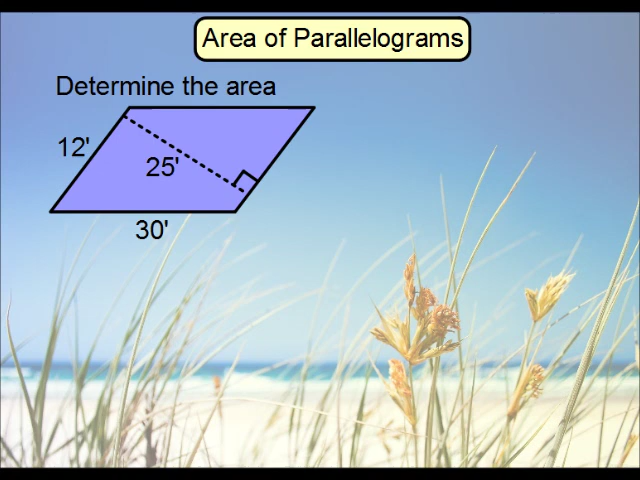 Area of Parallelograms
Determine the area
12'
25'
30'